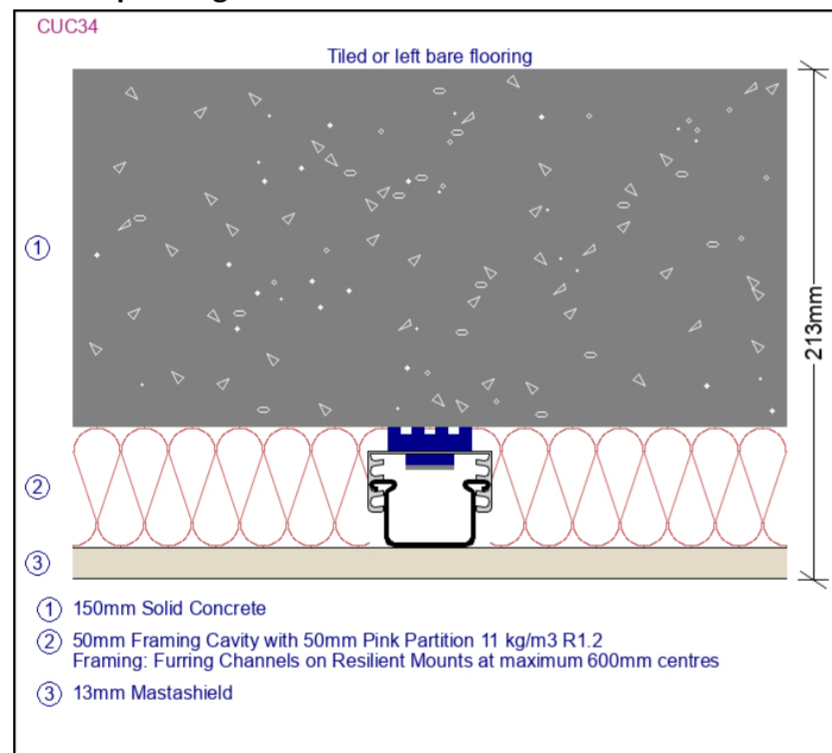 CUC34
Tiled or left bare flooring
1
213mm
2
3
1 150mm Solid Concrete
2 50mm Framing Cavity with 50mm Pink Partition 11 kg/m3 R1.2
Framing: Furring Channels on Resilient Mounts at maximum 600mm centres
3 13mm Mastashield